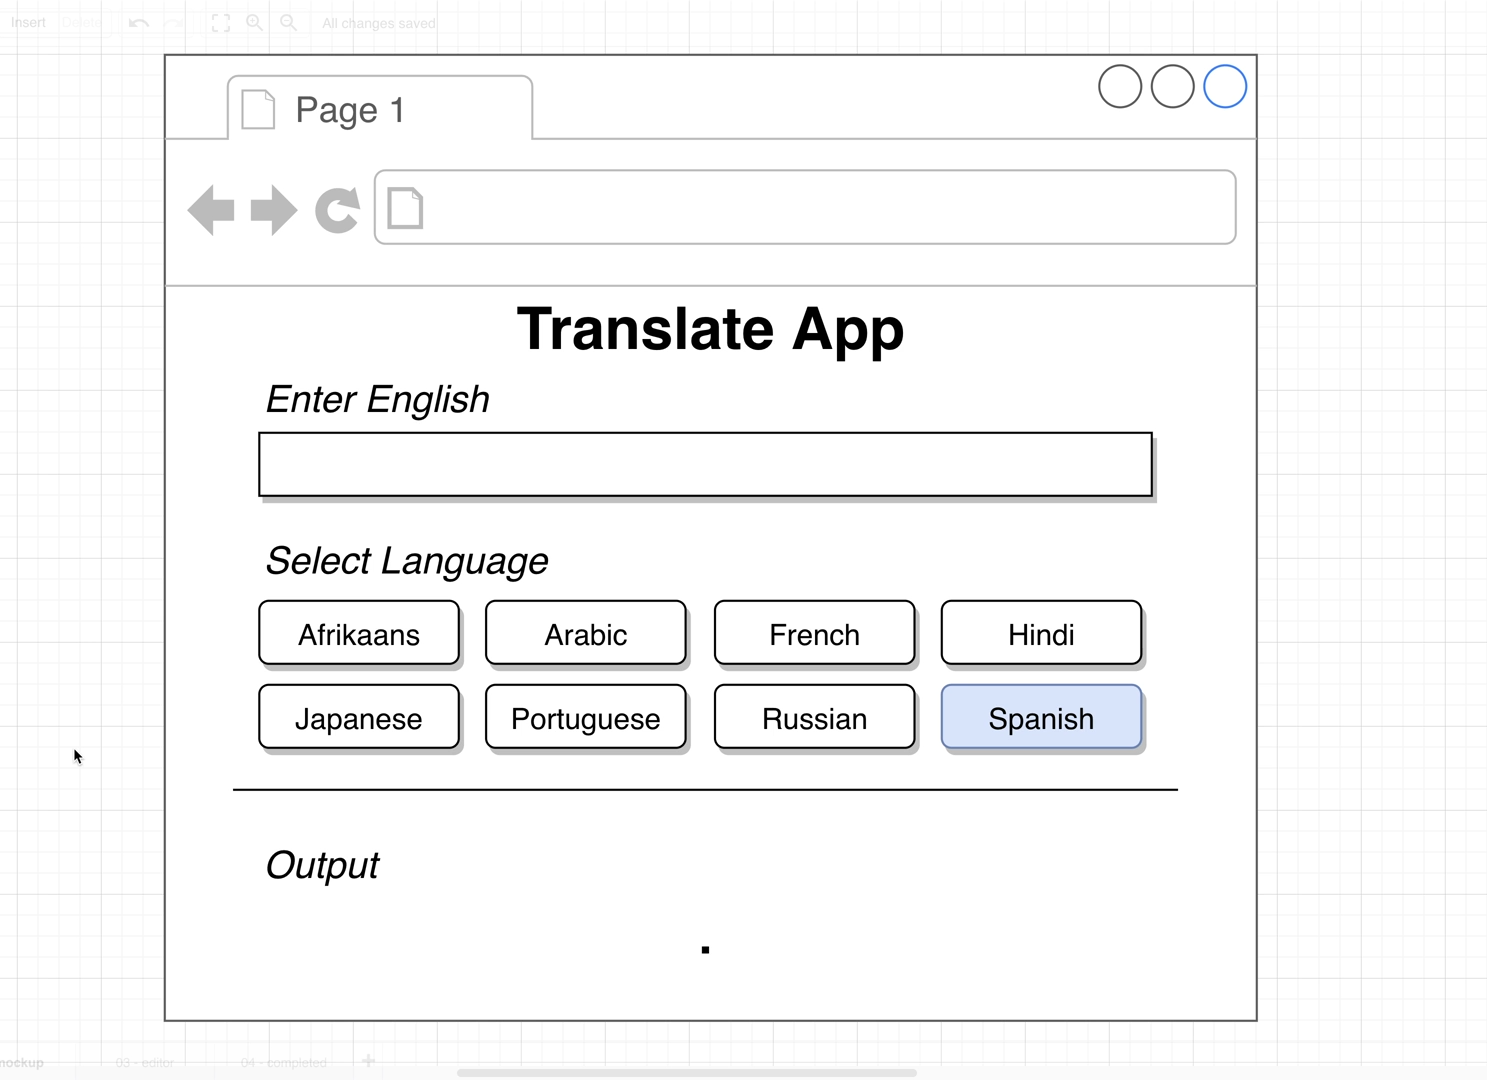 Insert Delete All changes saved
Page 1
Translate App
Enter English
Select Language
Afrikaans Arabic French Hindi
Japanese Portuguese Russian Spanish
Output
.
mockup 03 - editor 04 - completed